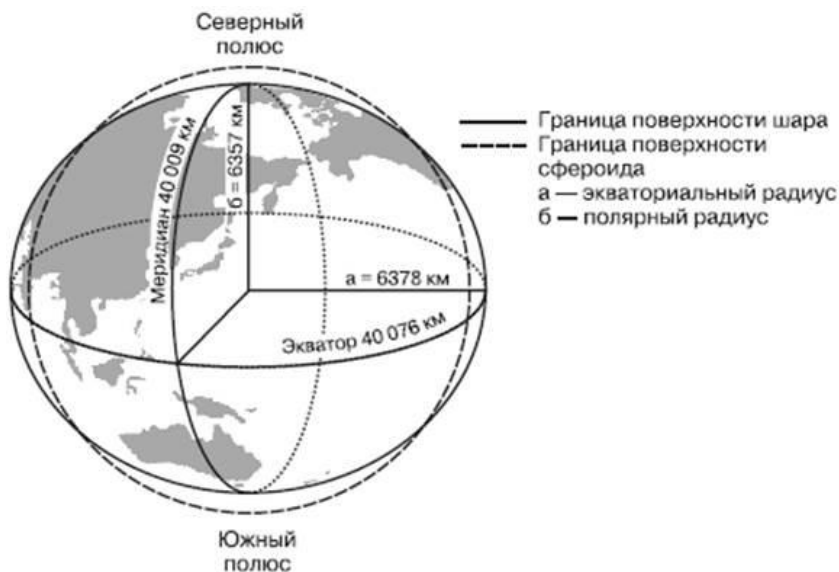 Северный
полюс
Граница поверхности шара
Граница поверхности
сфероида
а — экваториальный радиус
б — полярный радиус
Меридиан 40 009 км
б = 6357 км
а = 6378 км
Экватор 40 076 км
Южный
полюс